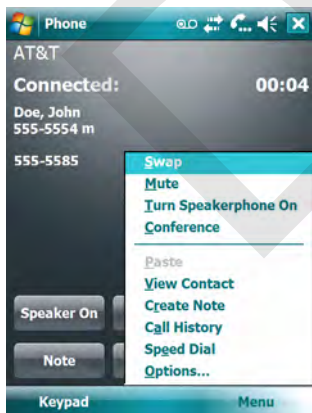 Phone
AT&T
Connected: 00:04
Doe, John
555-5554 m
555-5585
Swap
Mute
Turn Speakerphone On
Conference
Paste
View Contact
Create Note
Call History
Speed Dial
Options...
Speaker On
Note
Keypad Menu